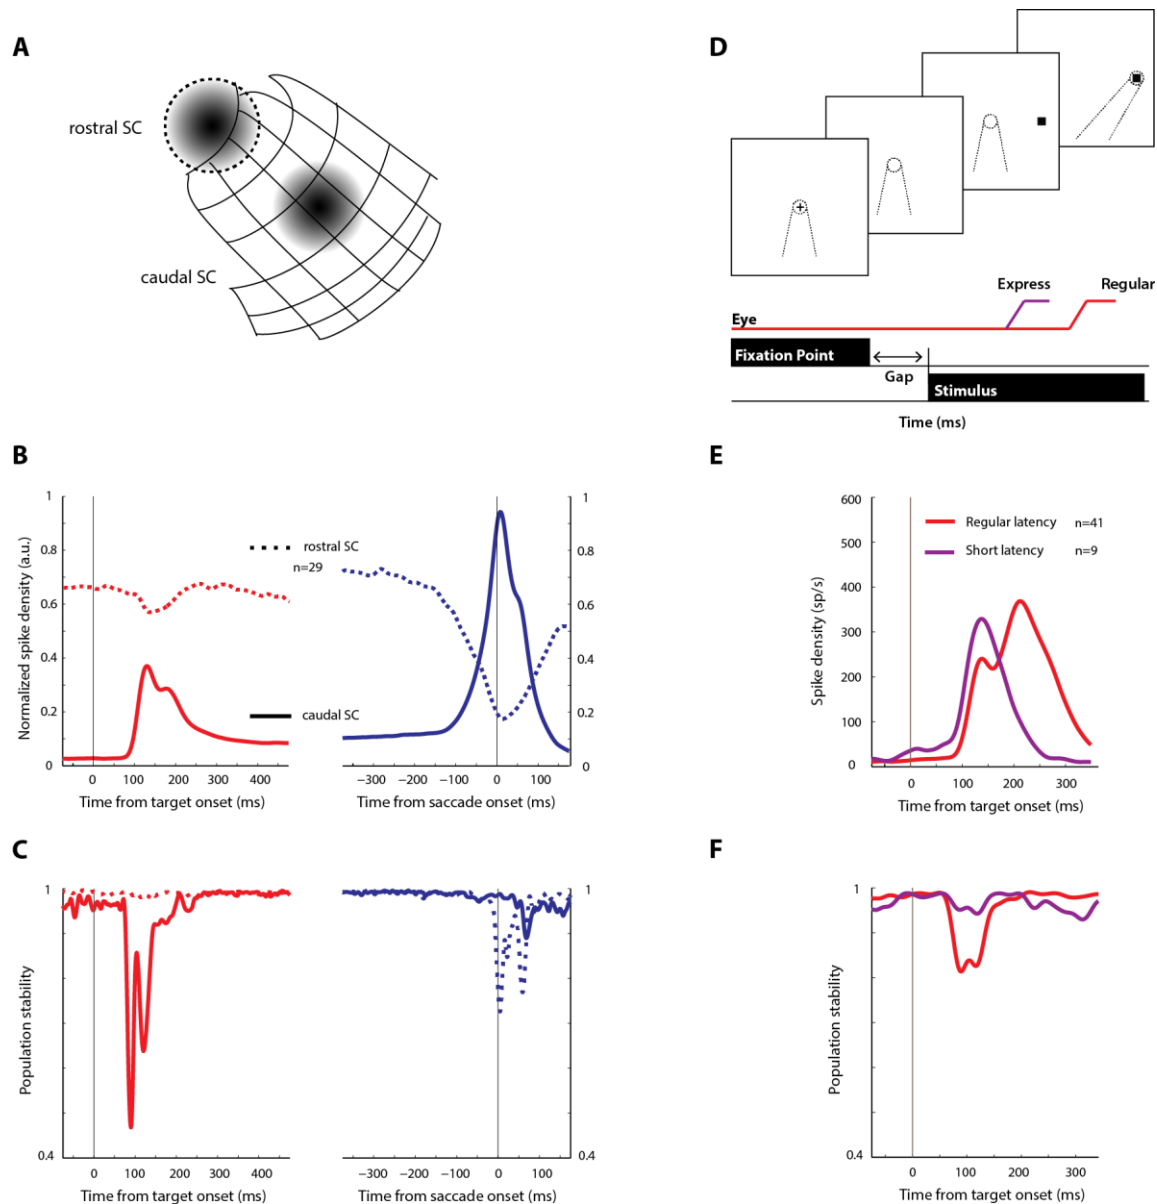 A
rostral SC
caudal SC
B
Normalized spike density (a.u.)
1
0.8
0.6
0.4
0.2
0
rostral SC
n=29
caudal SC
1
0.8
0.6
0.4
0.2
0
0 100 200 300 400
Time from target onset (ms)
−300 −200 −100 0 100
Time from saccade onset (ms)
C
Population stability
1
0.4
1
0.4
0 100 200 300 400
Time from target onset (ms)
−300 −200 −100 0 100
Time from saccade onset (ms)
D
Express Regular
Eye
Fixation Point
Gap
Stimulus
Time (ms)
E
Spike density (sp/s)
600
500
400
300
200
100
0
Regular latency n=41
Short latency n=9
0 100 200 300
Time from target onset (ms)
F
Population stability
1
0.4
0 100 200 300
Time from target onset (ms)